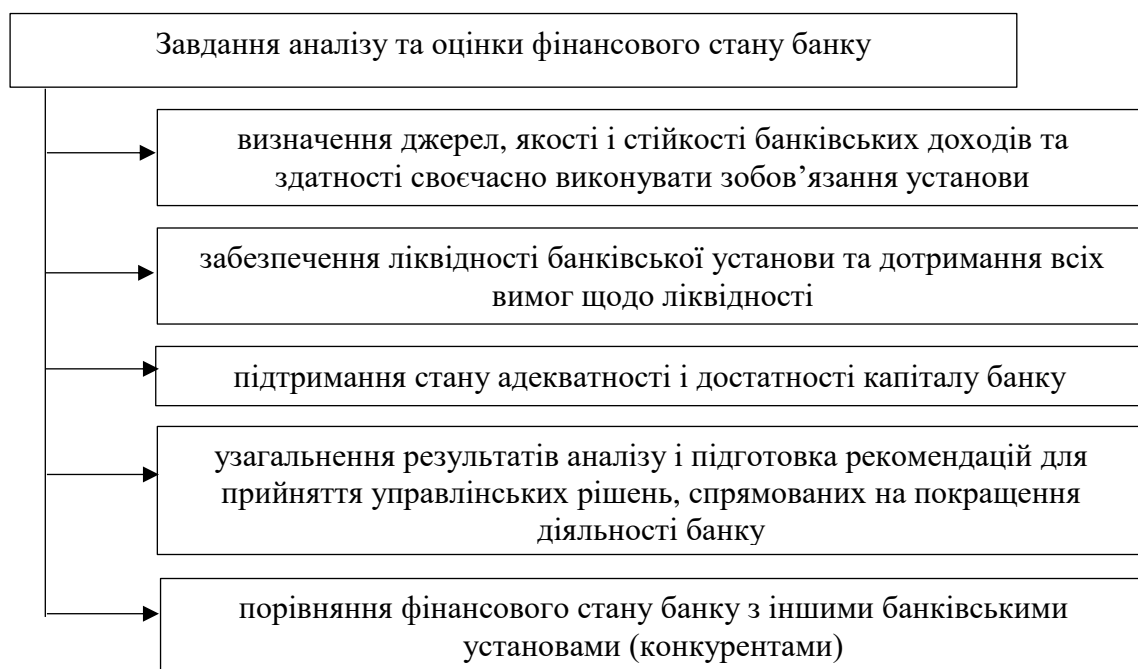 Завдання аналізу та оцінки фінансового стану банку
визначення джерел, якості і стійкості банківських доходів та
здатності своєчасно виконувати зобов’язання установи
забезпечення ліквідності банківської установи та дотримання всіх
вимог щодо ліквідності
підтримання стану адекватності і достатності капіталу банку
узагальнення результатів аналізу і підготовка рекомендацій для
прийняття управлінських рішень, спрямованих на покращення
діяльності банку
порівняння фінансового стану банку з іншими банківськими
установами (конкурентами)